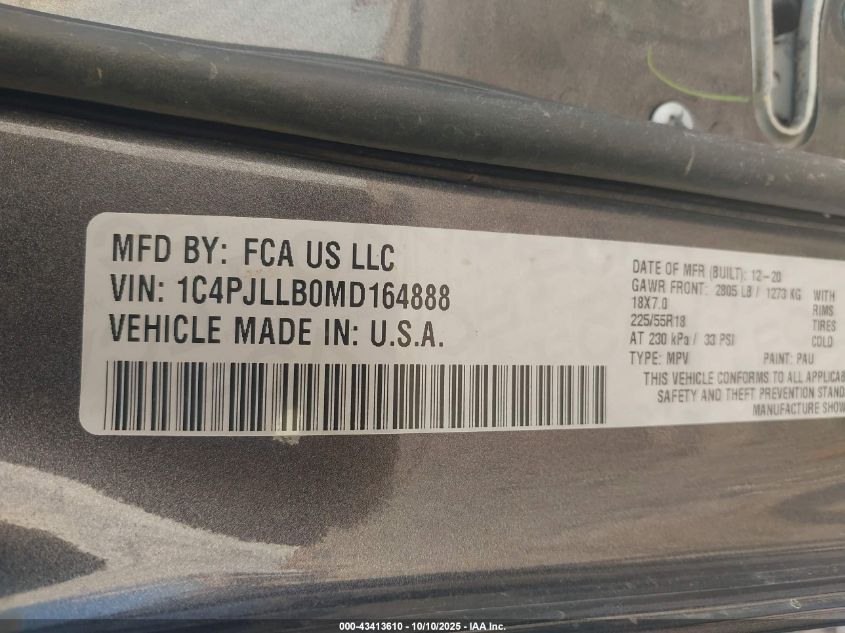 MFD BY: FCA US LLC
VIN: 1C4PJLLB0MD164888
VEHICLE MADE IN: U.S.A.
DATE OF MFR (BUILT): 12-20
GAWR FRONT: 2805 LB / 1273 KG WITH
18X7.0 RIMS
225/55R18 TIRES
AT 230 kPa / 33 PSI COLD
TYPE: MPV PAINT: PAU
THIS VEHICLE CONFORMS TO ALL
SAFETY AND THEFT PREVENTION
MANUFACTURE
000-43413610 - 10/10/2025 - IAA Inc.